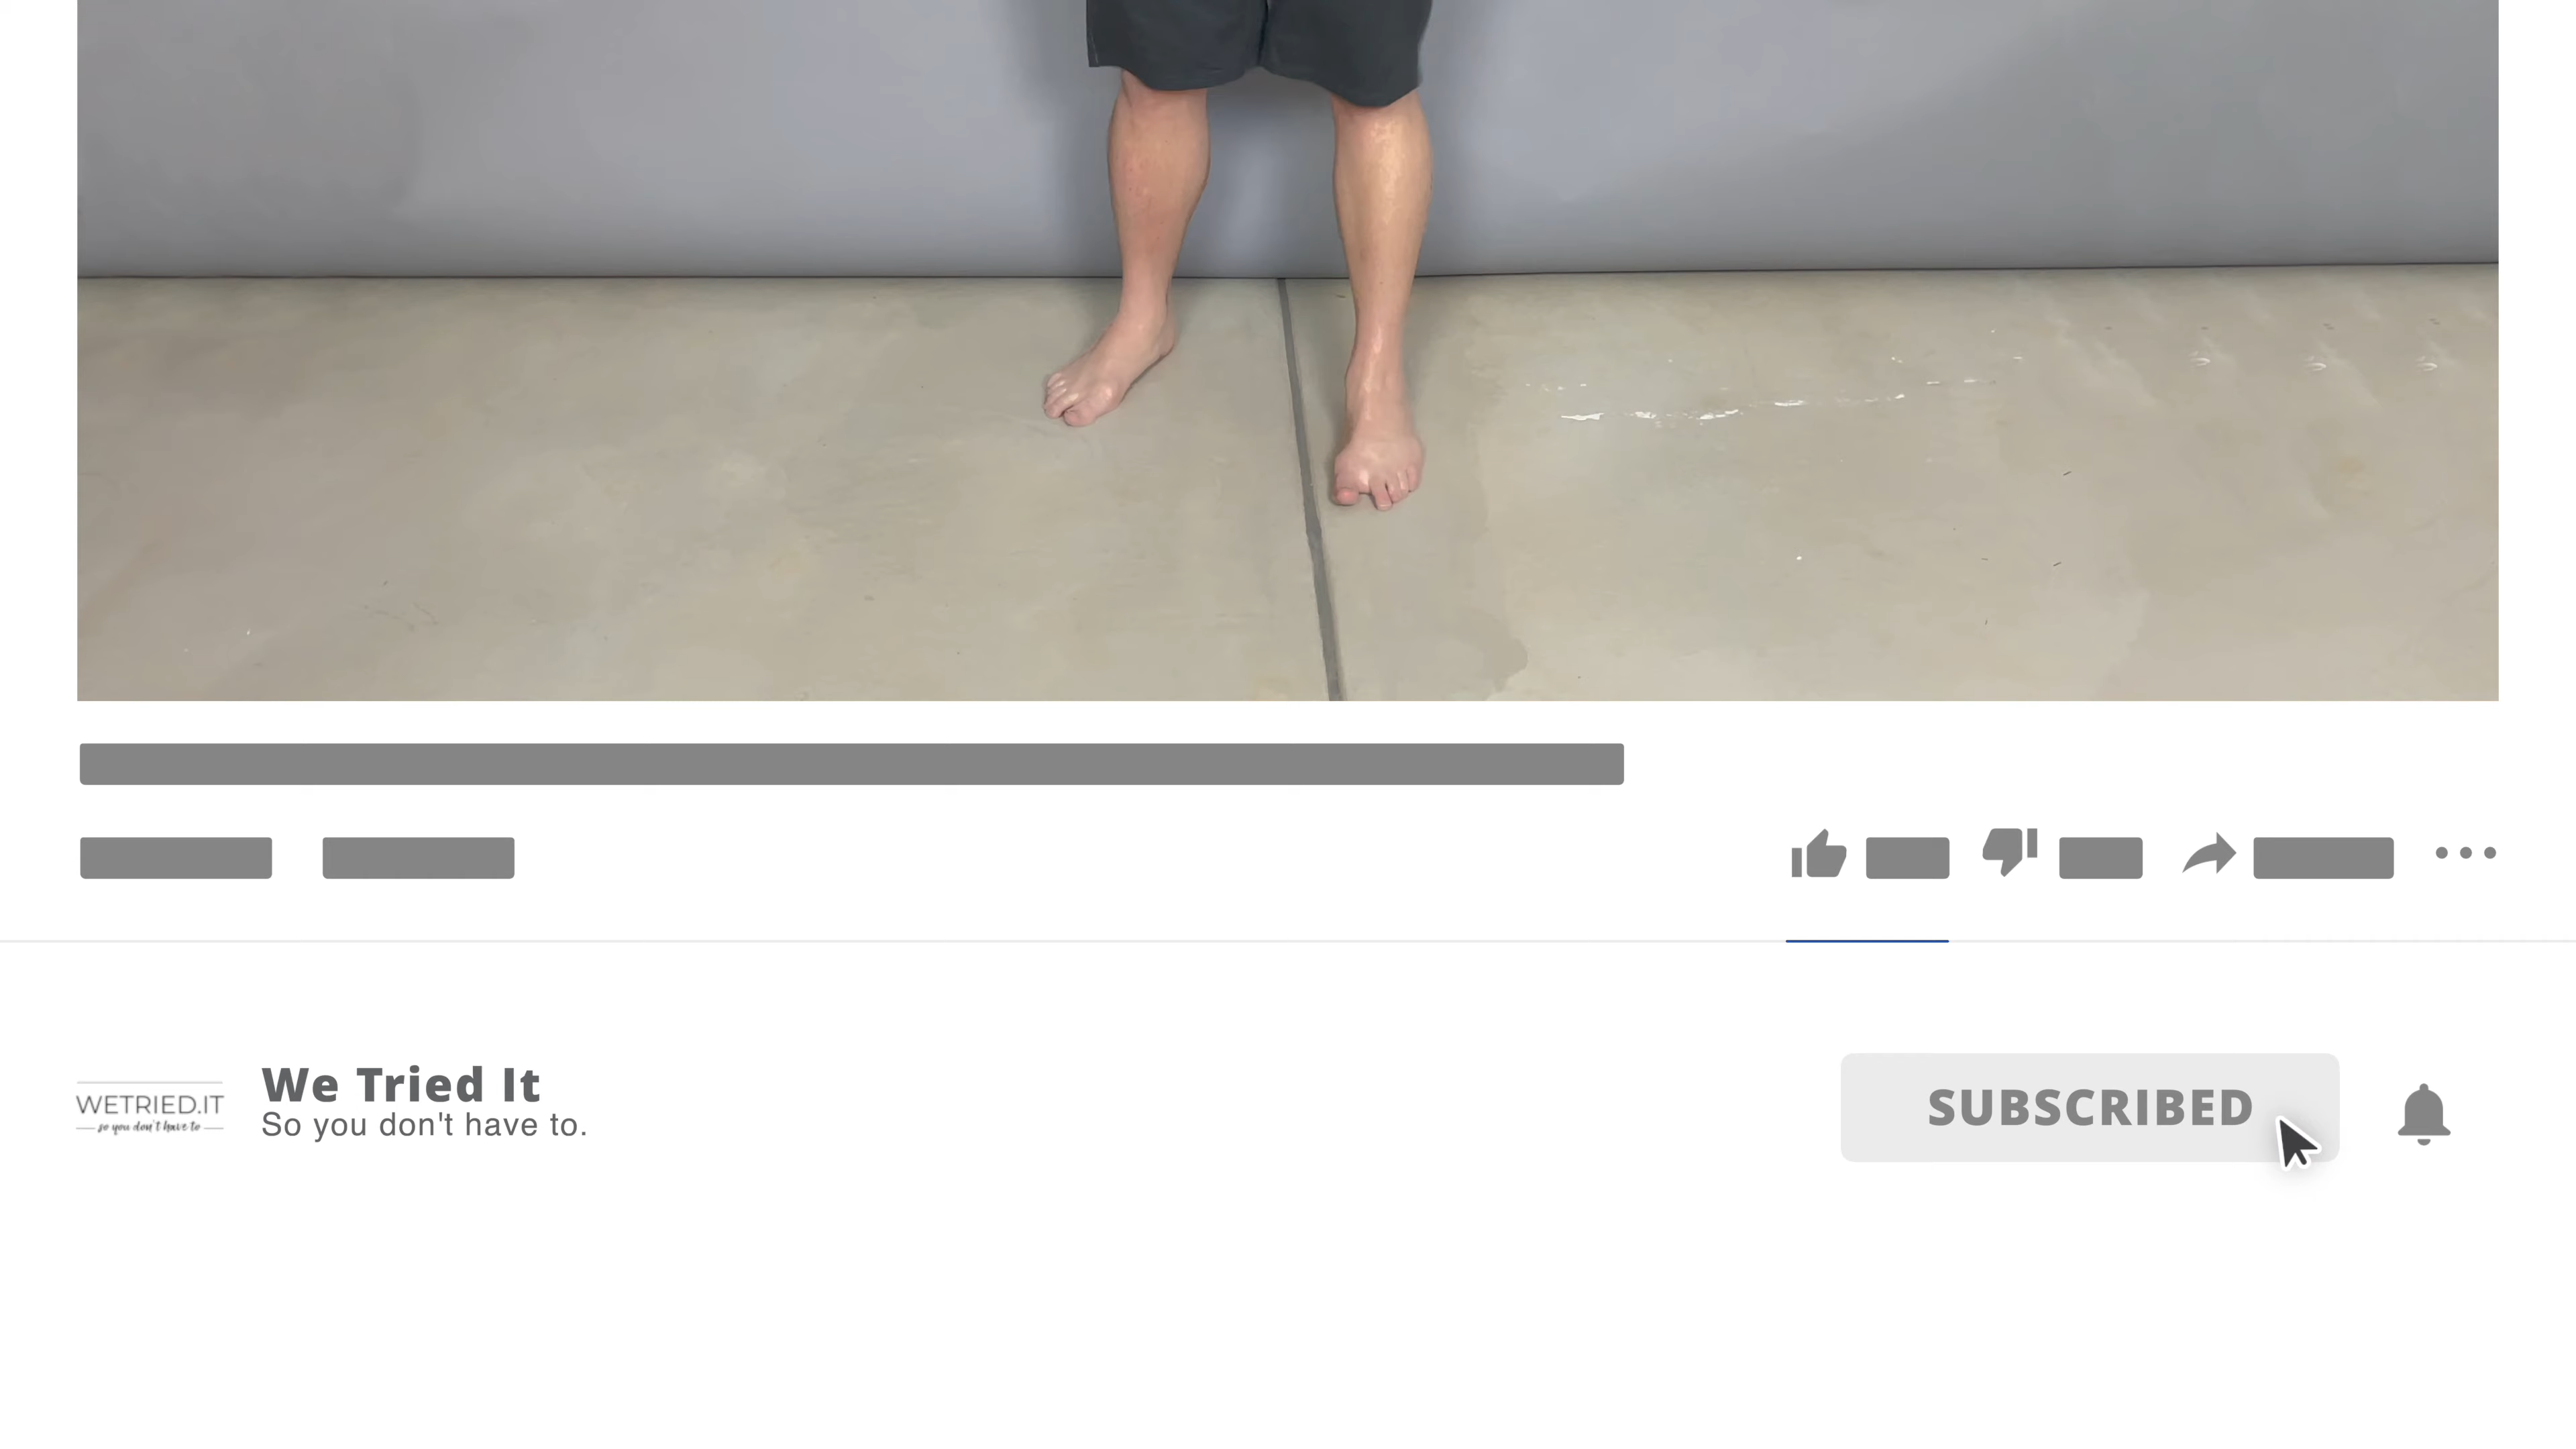 We Tried It
So you don't have to.
WETRIED.IT
so you don't have to
SUBSCRIBED